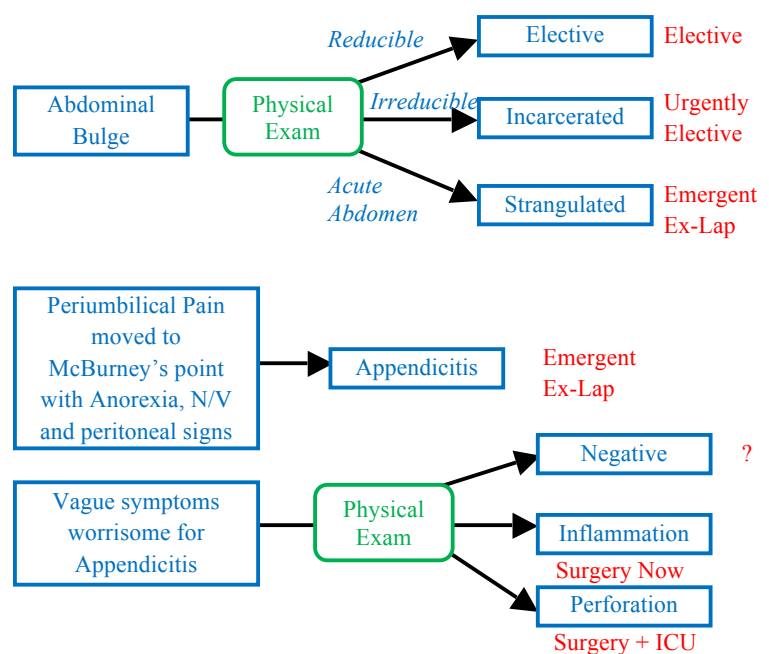 Reducible
Elective
Elective
Abdominal
Bulge
Physical
Exam
Irreducible
Incarcerated
Urgently
Elective
Acute
Abdomen
Strangulated
Emergent
Ex-Lap
Periumbilical Pain
moved to
McBurney’s point
with Anorexia, N/V
and peritoneal signs
Appendicitis
Emergent
Ex-Lap
Vague symptoms
worrisome for
Appendicitis
Physical
Exam
Negative
?
Inflammation
Surgery Now
Perforation
Surgery + ICU